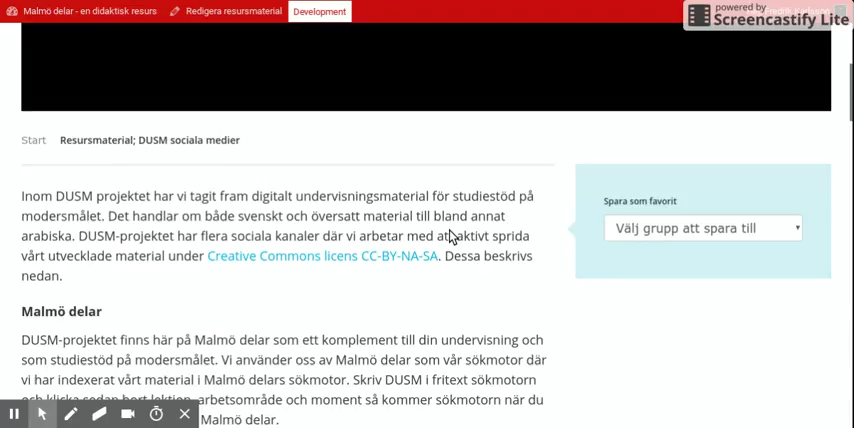 Malmö delar - en didaktisk resurs Redigera resursmaterial Development
powered by
Screencastify Lite
Start Resursmaterial; DUSM sociala medier
Inom DUSM projektet har vi tagit fram digitalt undervisningsmaterial för studiestöd på
modersmålet. Det handlar om både svenskt och översatt material till bland annat
arabiska. DUSM-projektet har flera sociala kanaler där vi arbetar med att aktivt sprida
vårt utvecklade material under Creative Commons licens CC-BY-NA-SA. Dessa beskrivs
nedan.
Spara som favorit
Välj grupp att spara till
Malmö delar
DUSM-projektet finns här på Malmö delar som ett komplement till din undervisning och
som studiestöd på modersmålet. Vi använder oss av Malmö delar som vår sökmotor där
vi har indexerat vårt material i Malmö delars sökmotor. Skriv DUSM i fritext sökmotorn
och klicka sedan bort lektion, arbetsområde och moment så kommer sökmotorn när du
Malmö delar.